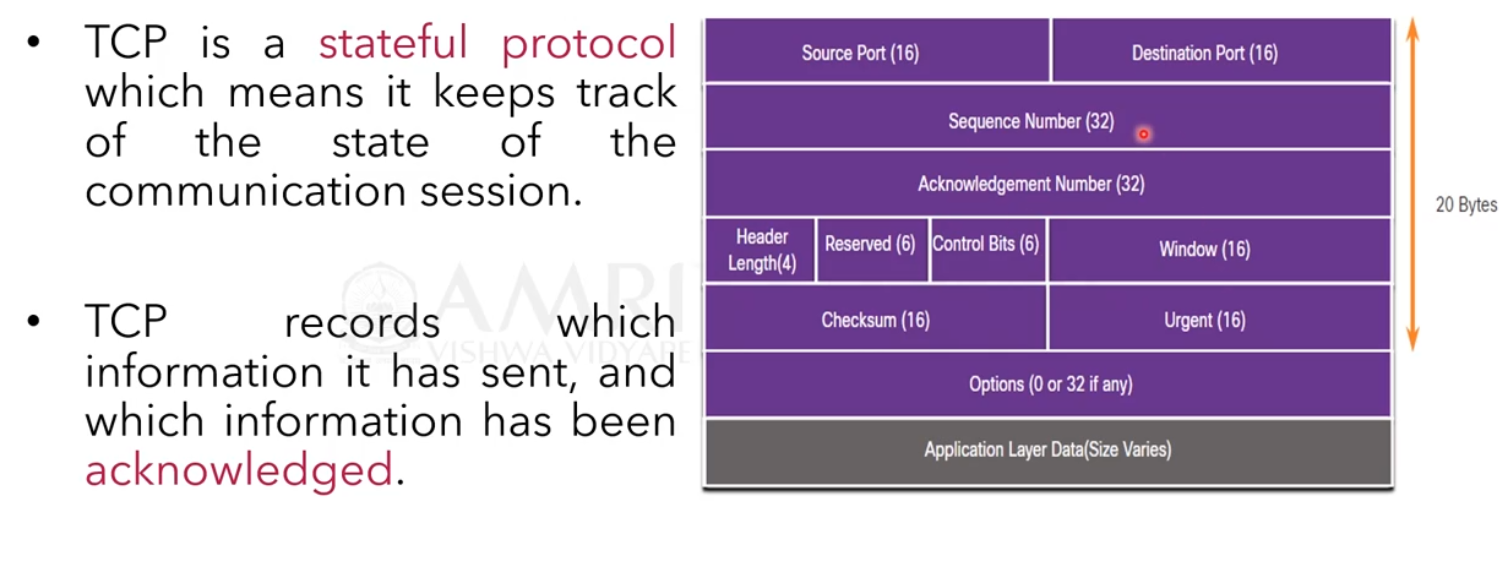 • TCP is a stateful protocol
which means it keeps track
of the state of the
communication session.
• TCP records which
information it has sent, and
which information has been
acknowledged.
Source Port (16)
Destination Port (16)
Sequence Number (32)
Acknowledgement Number (32)
Header
Length(4)
Reserved (6)
Control Bits (6)
Window (16)
Checksum (16)
Urgent (16)
Options (0 or 32 if any)
Application Layer Data(Size Varies)
20 Bytes
AMRI
VISHWA VIDYAPE